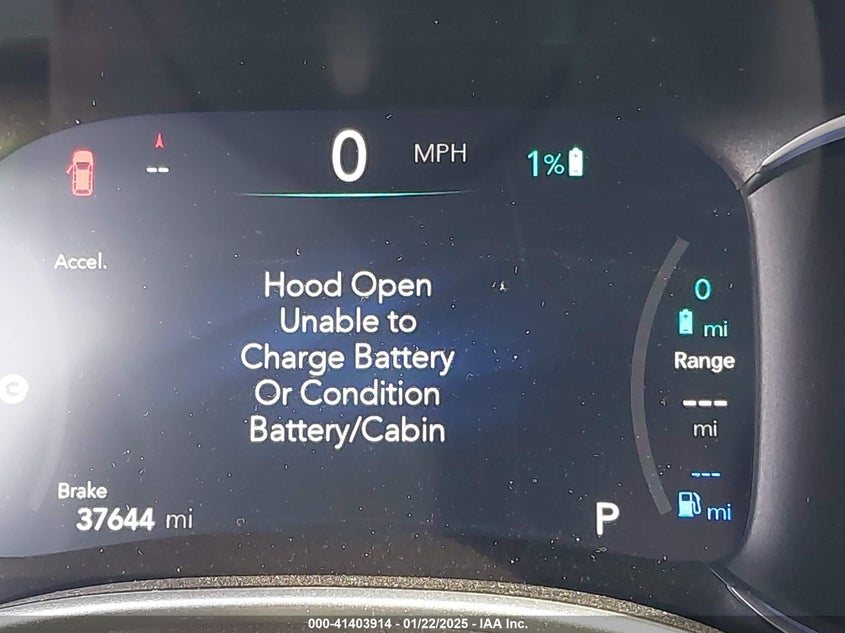 0 MPH
1%
--
Accel.
Hood Open
Unable to
Charge Battery
Or Condition
Battery/Cabin
0
mi
Range
---
mi
---
mi
Brake
37644 mi
P
C
000-41403914 - 01/22/2025 - IAA Inc.